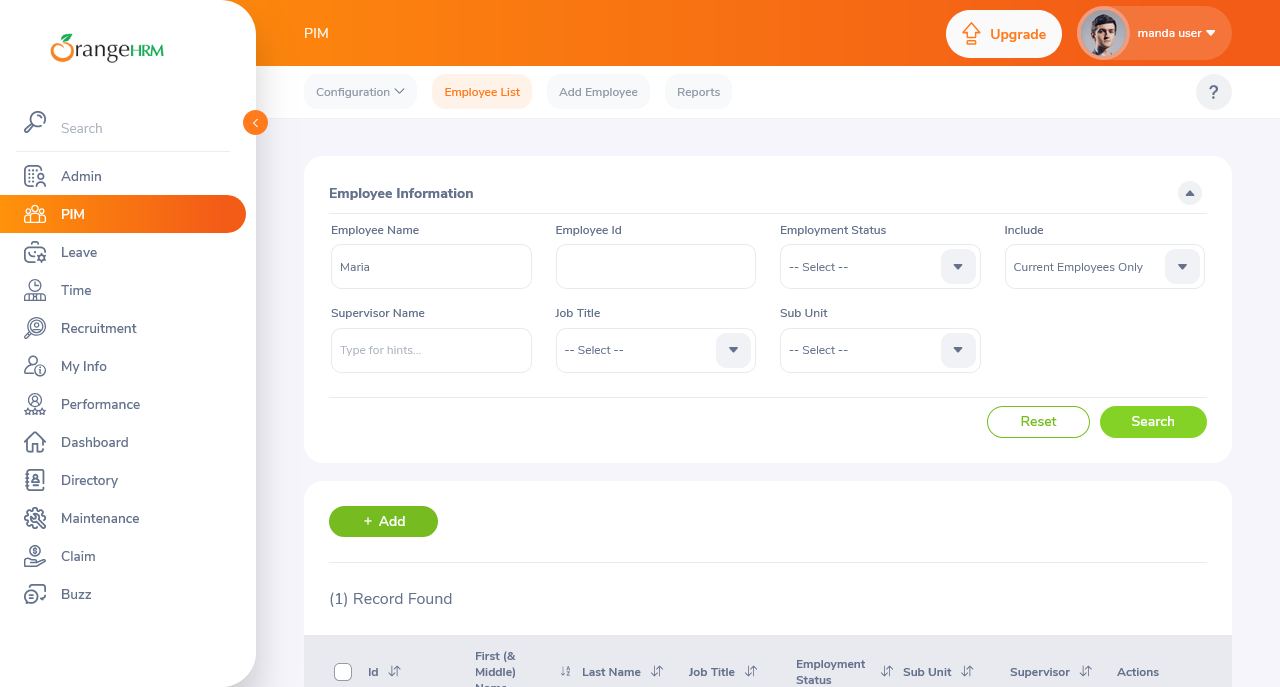 OrangeHRM
PIM
Upgrade
manda user
Search
Admin
PIM
Leave
Time
Recruitment
My Info
Performance
Dashboard
Directory
Maintenance
Claim
Buzz
Configuration
Employee List
Add Employee
Reports
?
Employee Information
Employee Name
Employee Id
Employment Status
Include
Maria
-- Select --
Current Employees Only
Supervisor Name
Job Title
Sub Unit
Type for hints...
-- Select --
-- Select --
Reset
Search
+ Add
(1) Record Found
Id
First (& Middle) Name
Last Name
Job Title
Employment Status
Sub Unit
Supervisor
Actions